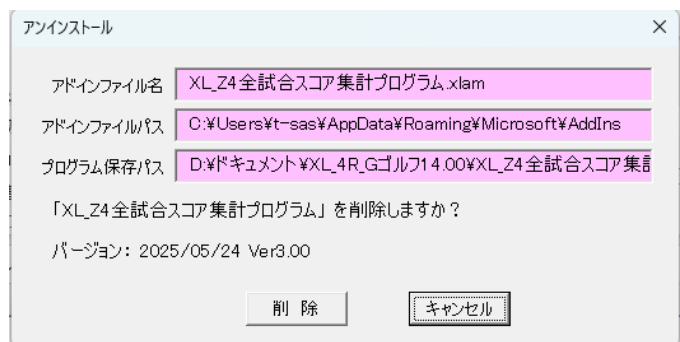 アンインストール
アドインファイル名 XL_Z4全試合スコア集計プログラム.xlam
アドインファイルパス C:¥Users¥t-sas¥AppData¥Roaming¥Microsoft¥AddIns
プログラム保存パス D:¥ドキュメント¥XL_4R_Gゴルフ14.00¥XL_Z4全試合スコア集計
「XL_Z4全試合スコア集計プログラム」を削除しますか？
バージョン： 2025/05/24 Ver3.00
削 除 キャンセル